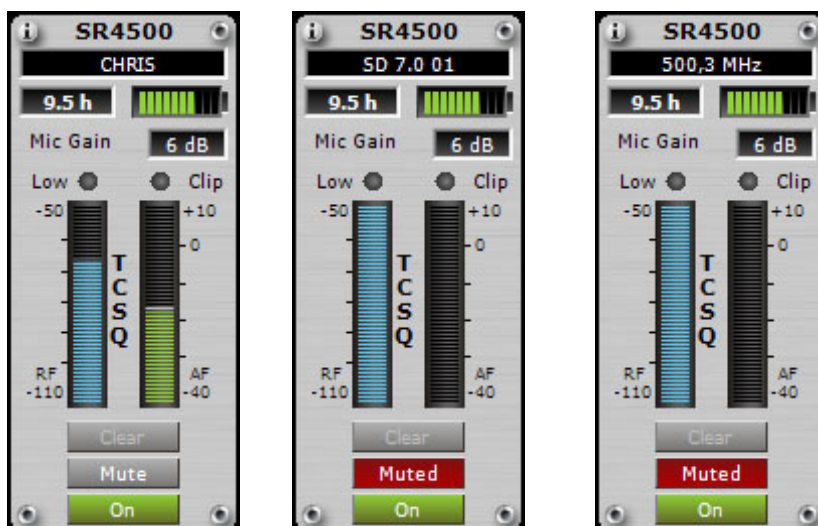 i SR4500
CHRIS
9.5 h
Mic Gain 6 dB
Low Clip
-50 +10
0
T
C
S
Q
RF AF
-110 -40
Clear
Mute
On
i SR4500
SD 7.0 01
9.5 h
Mic Gain 6 dB
Low Clip
-50 +10
0
T
C
S
Q
RF AF
-110 -40
Clear
Muted
On
i SR4500
500,3 MHz
9.5 h
Mic Gain 6 dB
Low Clip
-50 +10
0
T
C
S
Q
RF AF
-110 -40
Clear
Muted
On